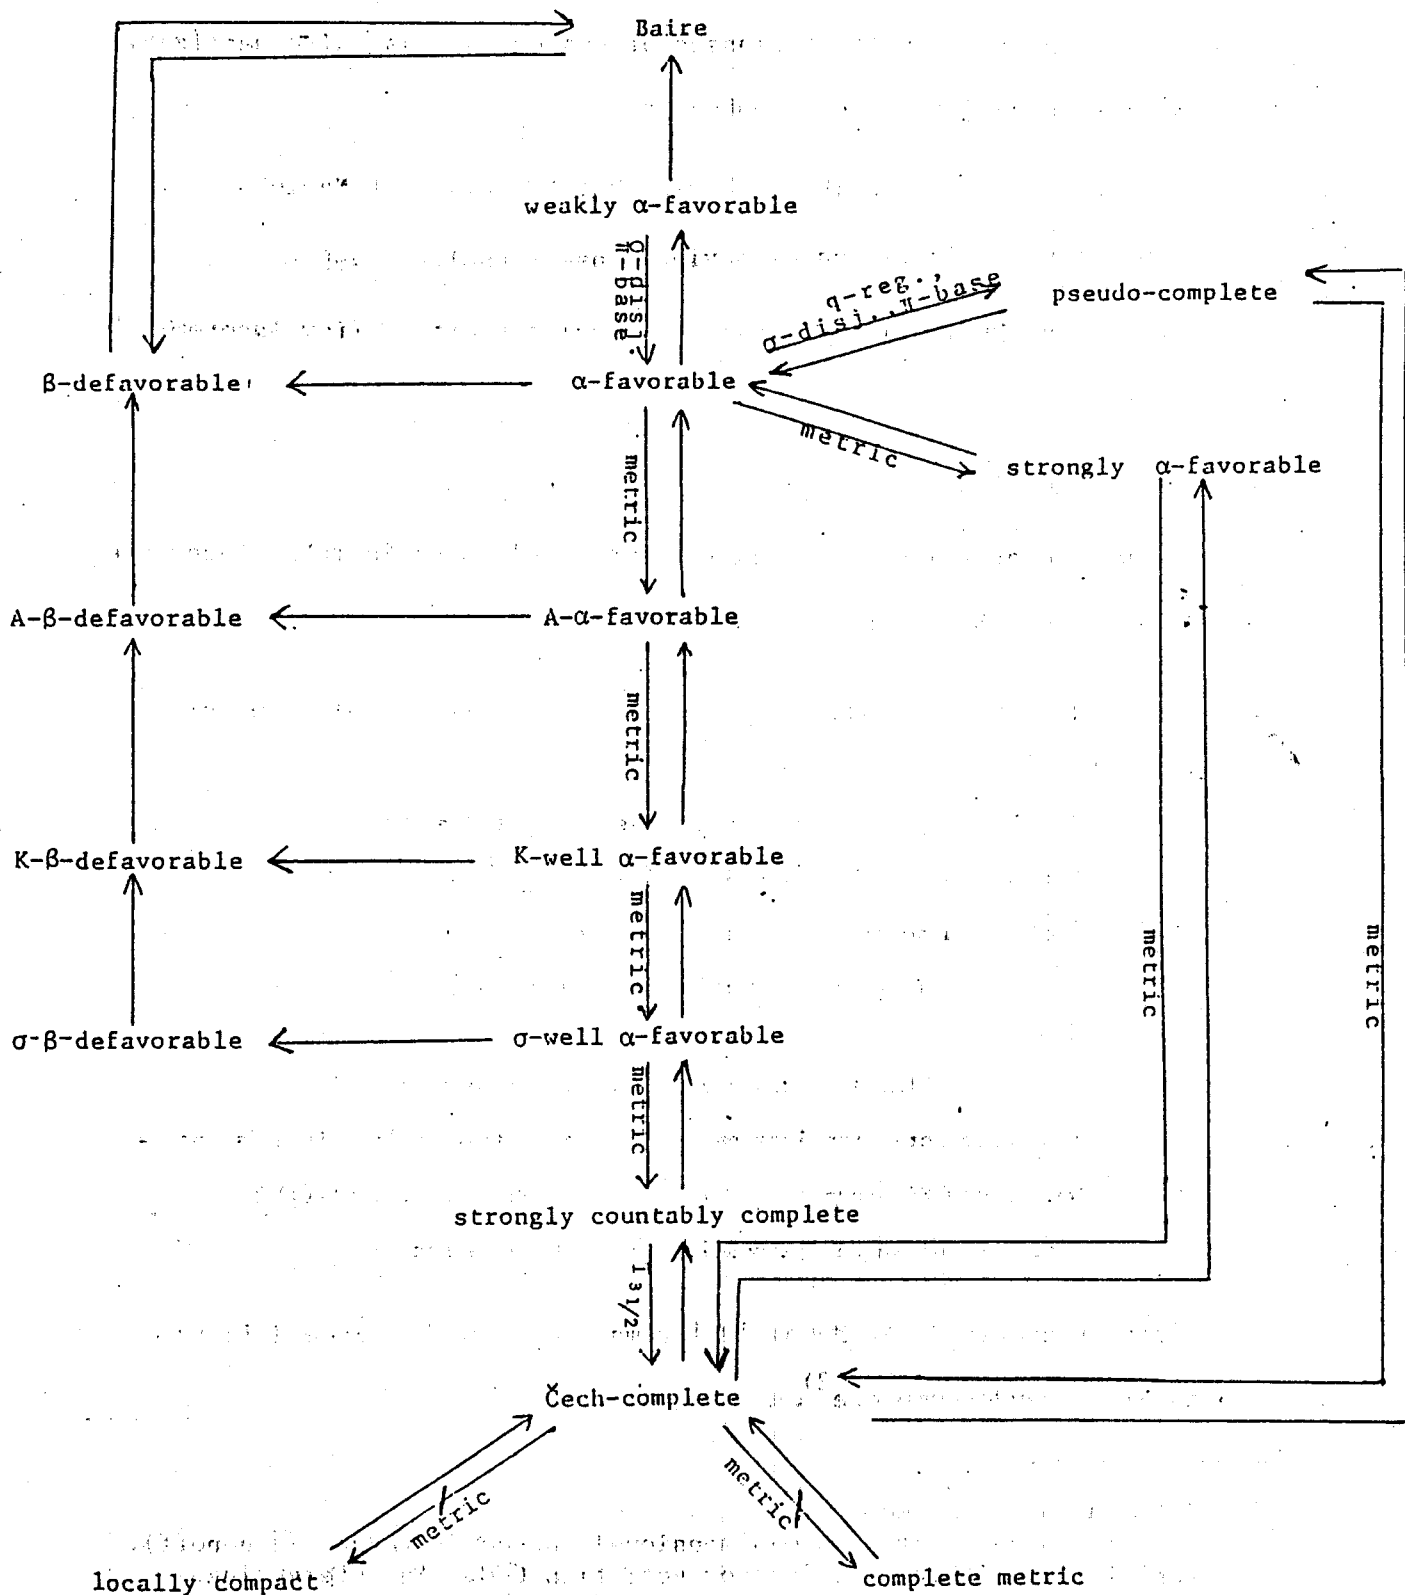 Baire
weakly α-favorable
σ-disj.
π-base
q-reg.,
σ-disj. π-base
pseudo-complete
β-defavorable
α-favorable
metric
metric
strongly α-favorable
A-β-defavorable
A-α-favorable
metric
K-β-defavorable
K-well α-favorable
metric
metric
metric
σ-β-defavorable
σ-well α-favorable
metric
strongly countably complete
T 3 1/2
Čech-complete
metric
metric
locally compact
complete metric